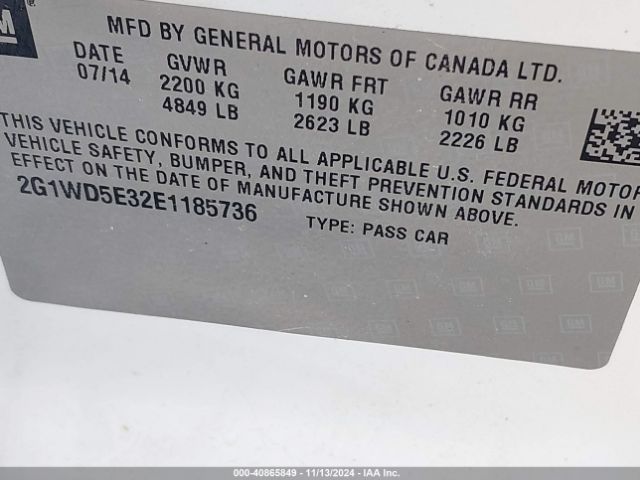 GM
MFD BY GENERAL MOTORS OF CANADA LTD.
DATE GVWR GAWR FRT GAWR RR
07/14 2200 KG 1190 KG 1010 KG
4849 LB 2623 LB 2226 LB
THIS VEHICLE CONFORMS TO ALL APPLICABLE U.S. FEDERAL MOTOR
VEHICLE SAFETY, BUMPER, AND THEFT PREVENTION STANDARDS IN
EFFECT ON THE DATE OF MANUFACTURE SHOWN ABOVE.
2G1WD5E32E1185736 TYPE: PASS CAR
000-40865849 - 11/13/2024 - IAA Inc.